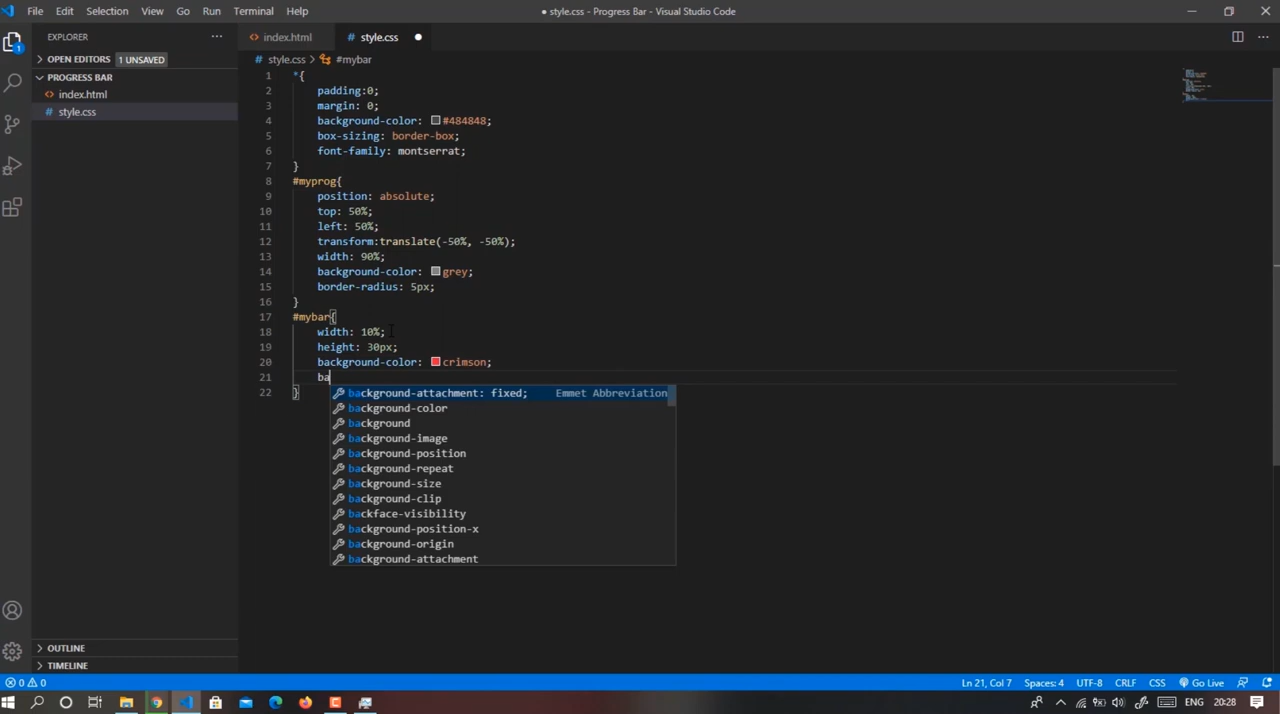 File Edit Selection View Go Run Terminal Help
● style.css - Progress Bar - Visual Studio Code
EXPLORER
index.html
style.css
OPEN EDITORS 1 UNSAVED
style.css > #mybar
PROGRESS BAR
index.html
style.css
1 *{
2 padding:0;
3 margin: 0;
4 background-color: #484848;
5 box-sizing: border-box;
6 font-family: montserrat;
7 }
8 #myprog{
9 position: absolute;
10 top: 50%;
11 left: 50%;
12 transform:translate(-50%, -50%);
13 width: 90%;
14 background-color: grey;
15 border-radius: 5px;
16 }
17 #mybar{
18 width: 10%;
19 height: 30px;
20 background-color: crimson;
21 ba
22 }
background-attachment: fixed; Emmet Abbreviation
background-color
background
background-image
background-position
background-repeat
background-size
background-clip
backface-visibility
background-position-x
background-origin
background-attachment
OUTLINE
TIMELINE
0 0
Ln 21, Col 7 Spaces: 4 UTF-8 CRLF CSS Go Live
ENG 20:28